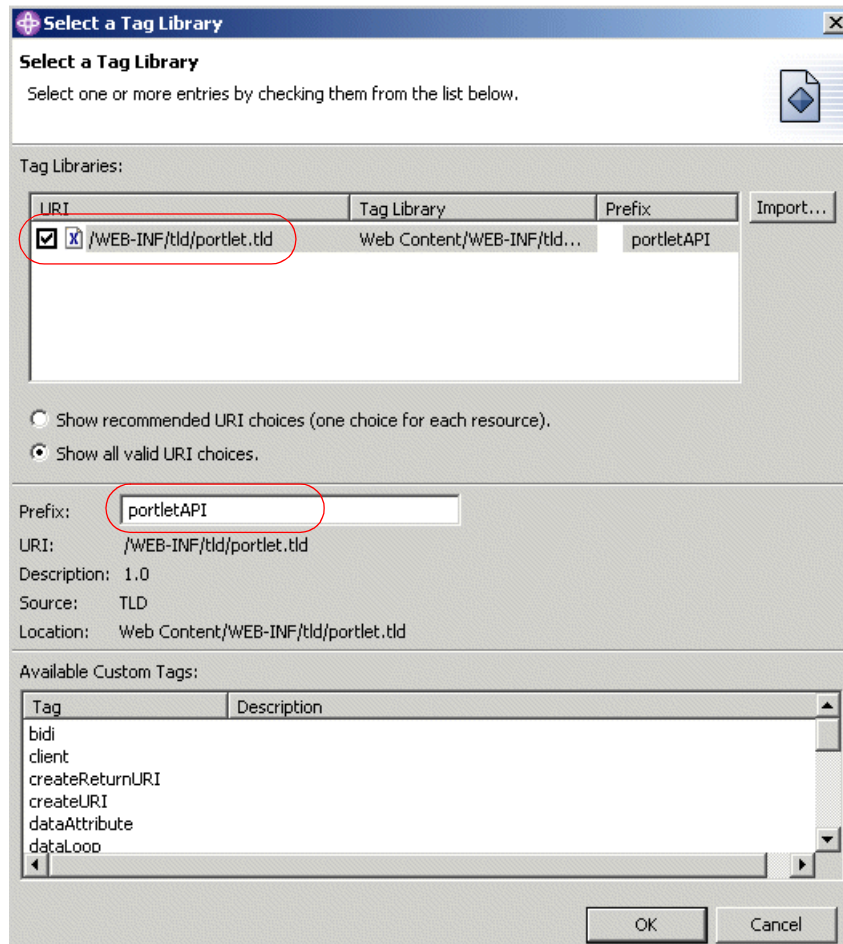 Select a Tag Library
Select a Tag Library
Select one or more entries by checking them from the list below.
Tag Libraries:
URI Tag Library Prefix Import...
/WEB-INF/tld/portlet.tld Web Content/WEB-INF/tld... portletAPI
Show recommended URI choices (one choice for each resource).
Show all valid URI choices.
Prefix: portletAPI
URI: /WEB-INF/tld/portlet.tld
Description: 1.0
Source: TLD
Location: Web Content/WEB-INF/tld/portlet.tld
Available Custom Tags:
Tag Description
bidi
client
createReturnURI
createURI
dataAttribute
dataLoop
OK Cancel